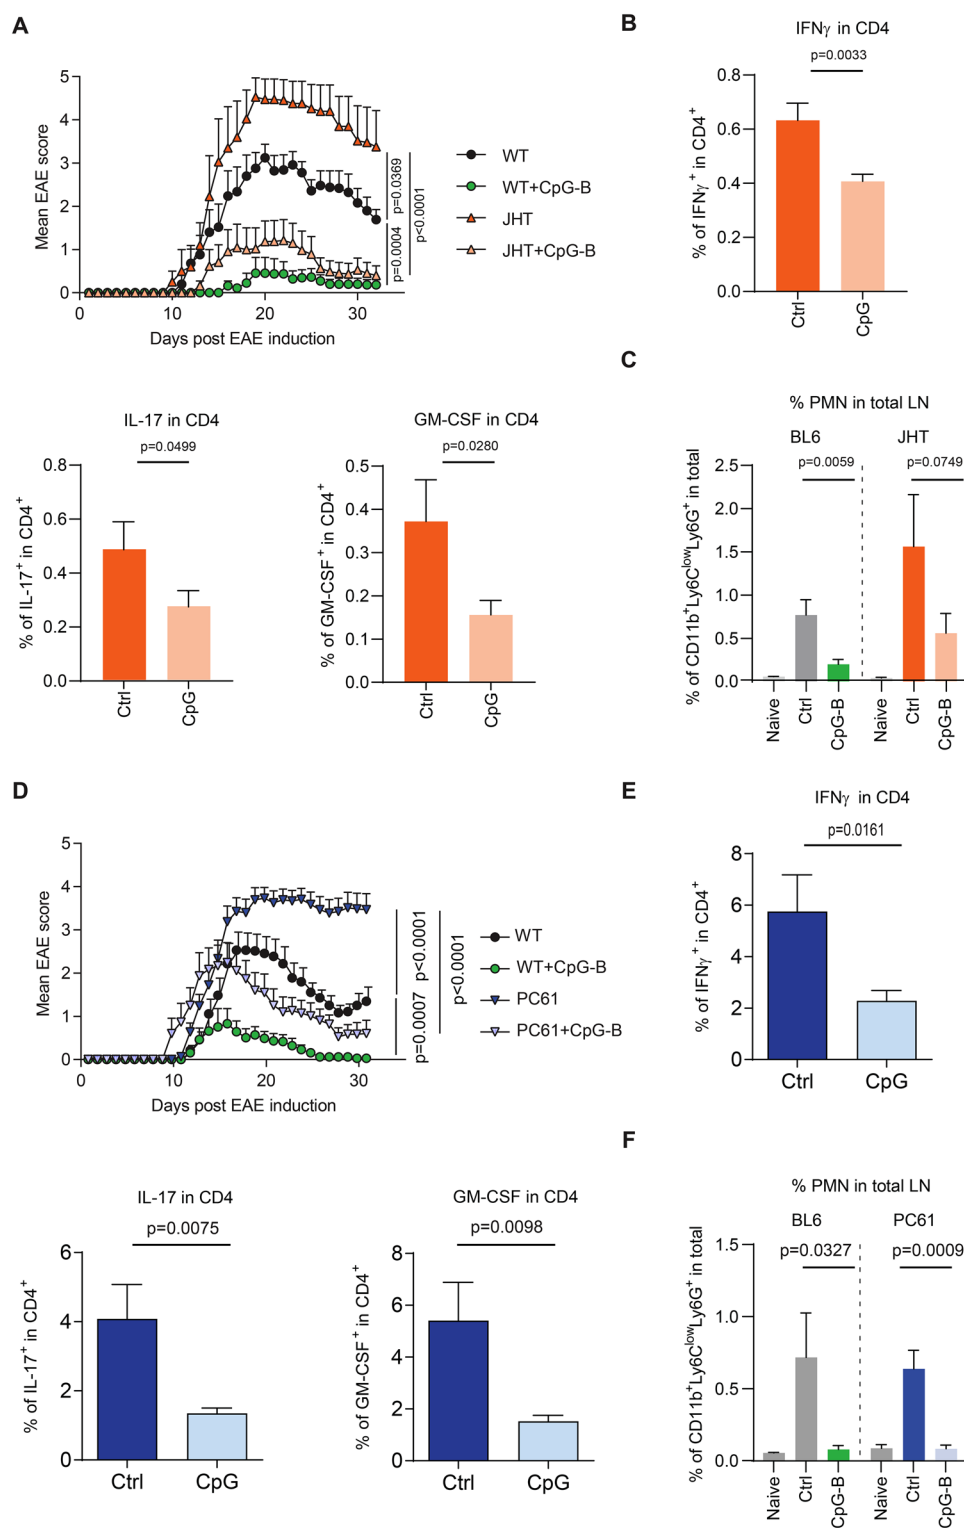 A
5
4
3
2
1
0
0
10
20
30
Mean EAE score
Days post EAE induction
p=0.0369
p=0.0004
p<0.0001
WT
WT+CpG-B
JHT
JHT+CpG-B
B
IFNγ in CD4
p=0.0033
0.8
0.6
0.4
0.2
0.0
% of IFNγ+ in CD4+
Ctrl
CpG
IL-17 in CD4
p=0.0499
0.8
0.6
0.4
0.2
0.0
% of IL-17+ in CD4+
Ctrl
CpG
GM-CSF in CD4
p=0.0280
0.5
0.4
0.3
0.2
0.1
0.0
% of GM-CSF+ in CD4+
Ctrl
CpG
C
% PMN in total LN
BL6
JHT
p=0.0059
p=0.0749
2.5
2.0
1.5
1.0
0.5
0.0
% of CD11b+Ly6ClowLy6G+ in total
Naive
Ctrl
CpG-B
Naive
Ctrl
CpG-B
D
5
4
3
2
1
0
0
10
20
30
Mean EAE score
Days post EAE induction
p<0.0001
p=0.0007
p<0.0001
WT
WT+CpG-B
PC61
PC61+CpG-B
E
IFNγ in CD4
p=0.0161
8
6
4
2
0
% of IFNγ+ in CD4+
Ctrl
CpG
IL-17 in CD4
p=0.0075
6
4
2
0
% of IL-17+ in CD4+
Ctrl
CpG
GM-CSF in CD4
p=0.0098
8
6
4
2
0
% of GM-CSF+ in CD4+
Ctrl
CpG
F
% PMN in total LN
BL6
PC61
p=0.0327
p=0.0009
1.5
1.0
0.5
0.0
% of CD11b+Ly6ClowLy6G+ in total
Naive
Ctrl
CpG-B
Naive
Ctrl
CpG-B